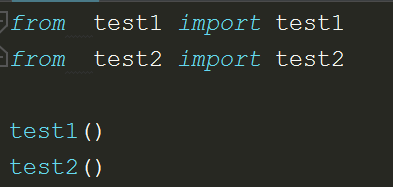 from  test1 import test1
from  test2 import test2
test1()
test2()